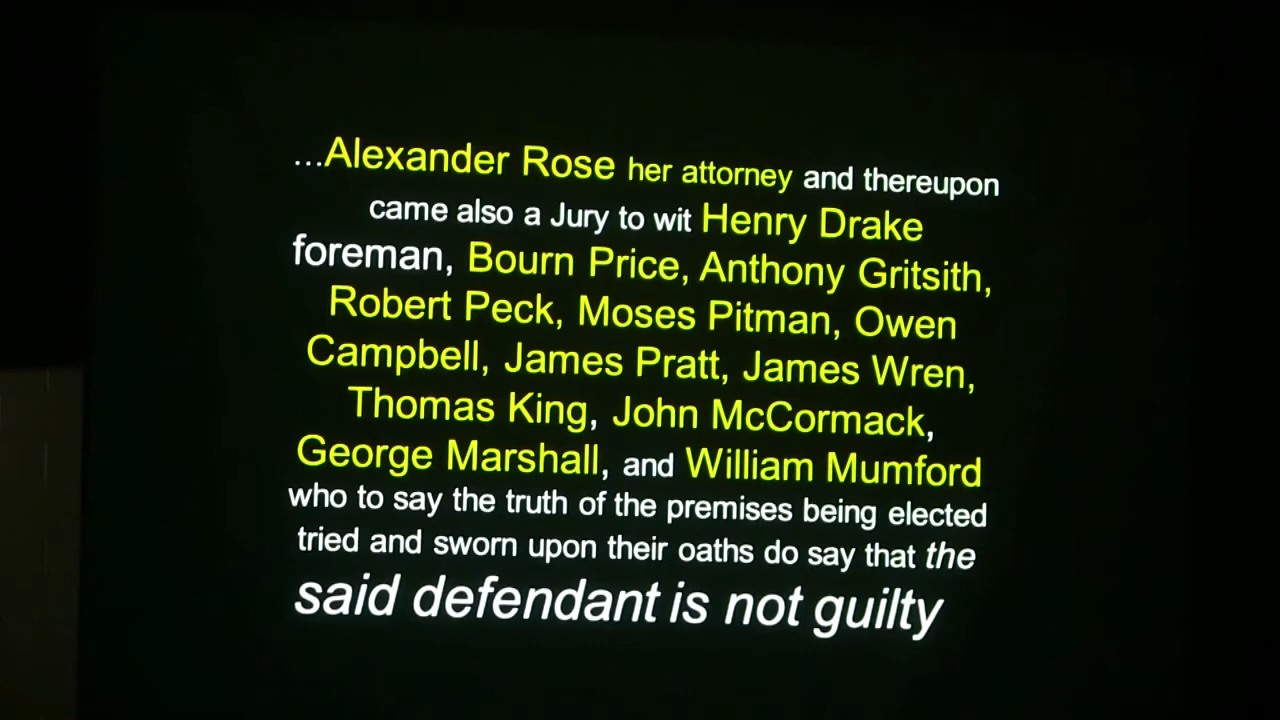 ...Alexander Rose her attorney and thereupon
came also a Jury to wit Henry Drake
foreman, Bourn Price, Anthony Gritsith,
Robert Peck, Moses Pitman, Owen
Campbell, James Pratt, James Wren,
Thomas King, John McCormack,
George Marshall, and William Mumford
who to say the truth of the premises being elected
tried and sworn upon their oaths do say that the
said defendant is not guilty